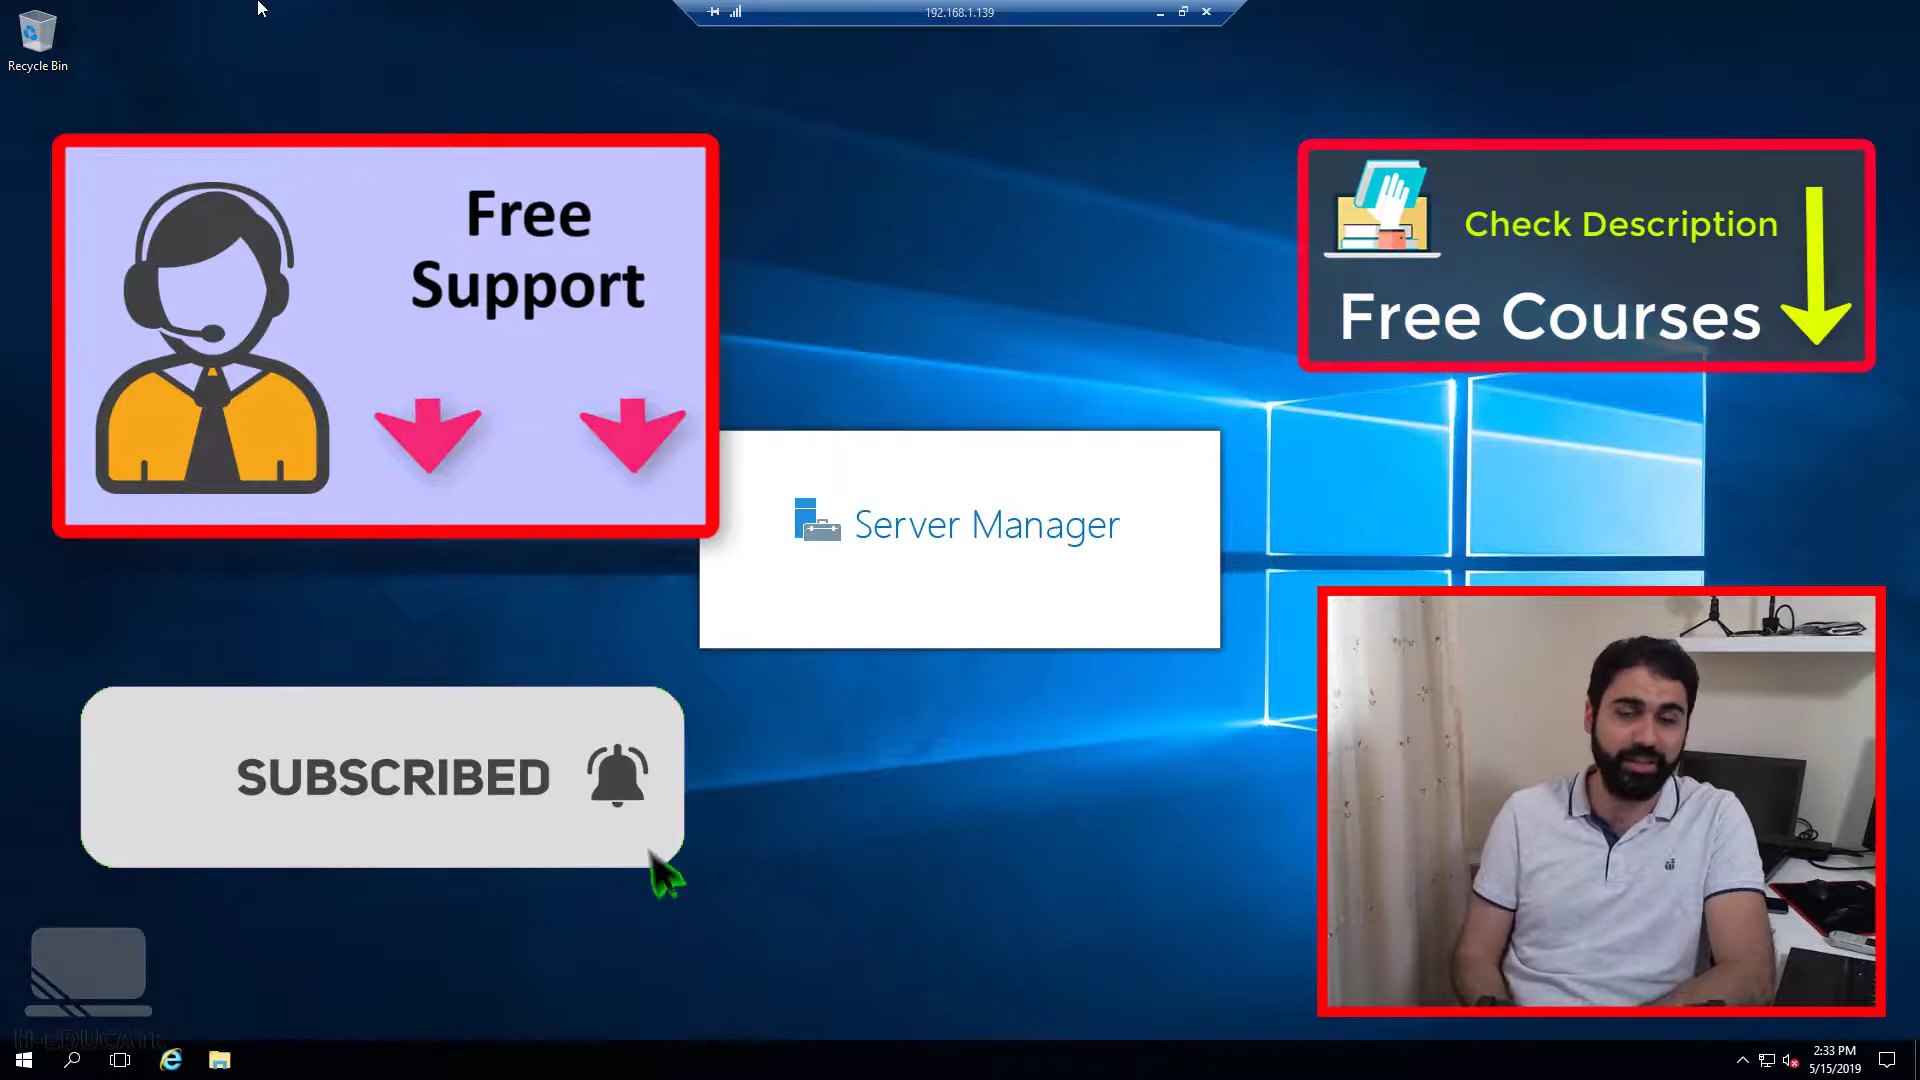 192.168.1.139
Recycle Bin
Free
Support
Check Description
Free Courses
Server Manager
SUBSCRIBED
H-EDUCATE
2:33 PM
5/15/2019